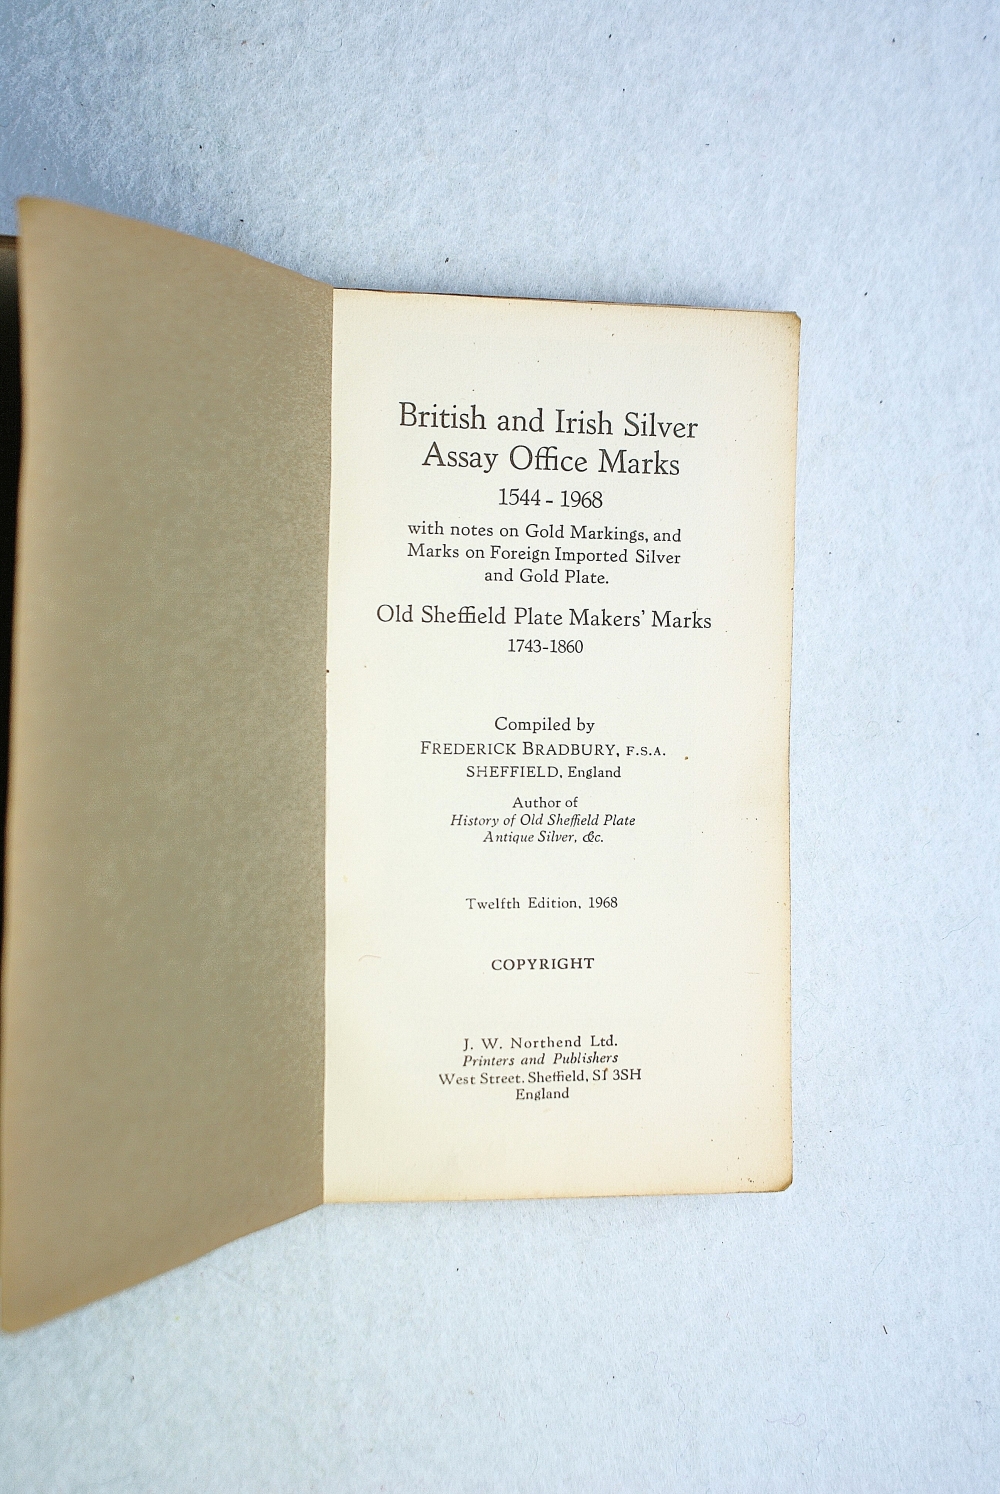 British and Irish Silver
Assay Office Marks
1544 - 1968
with notes on Gold Markings, and
Marks on Foreign Imported Silver
and Gold Plate.
Old Sheffield Plate Makers' Marks
1743-1860
Compiled by
FREDERICK BRADBURY, F.S.A.
SHEFFIELD, England
Author of
History of Old Sheffield Plate
Antique Silver, &c.
Twelfth Edition, 1968
COPYRIGHT
J. W. Northend Ltd.
Printers and Publishers
West Street. Sheffield, S1 3SH
England